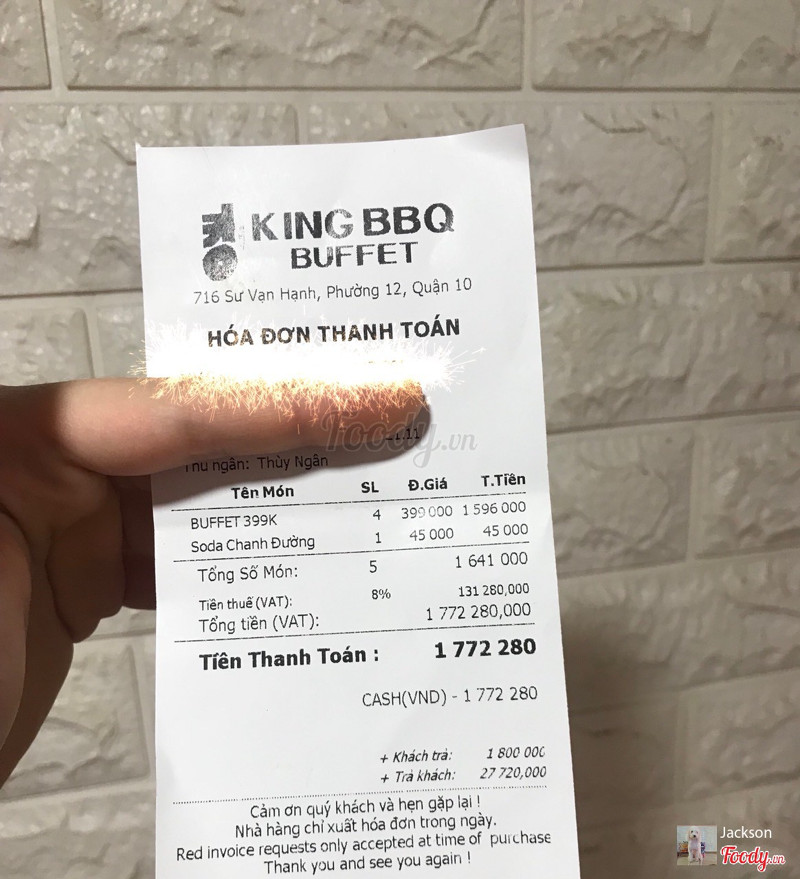 KING BBQ
BUFFET
716 Sư Vạn Hạnh, Phường 12, Quận 10
HÓA ĐƠN THANH TOÁN
Foody.vn
Thu ngân: Thùy Ngân
Tên Món SL Đ.Giá T.Tiền
BUFFET 399K 4 399 000 1 596 000
Soda Chanh Đường 1 45 000 45 000
Tổng Số Món: 5 1 641 000
Tiền thuế (VAT): 8% 131 280,000
Tổng tiền (VAT): 1 772 280,000
Tiền Thanh Toán : 1 772 280
CASH(VND) - 1 772 280
+ Khách trả: 1 800 000
+ Trả khách: 27 720,000
Cảm ơn quý khách và hẹn gặp lại !
Nhà hàng chỉ xuất hóa đơn trong ngày.
Red invoice requests only accepted at time of purchase
Thank you and see you again !
Jackson
Foody.vn